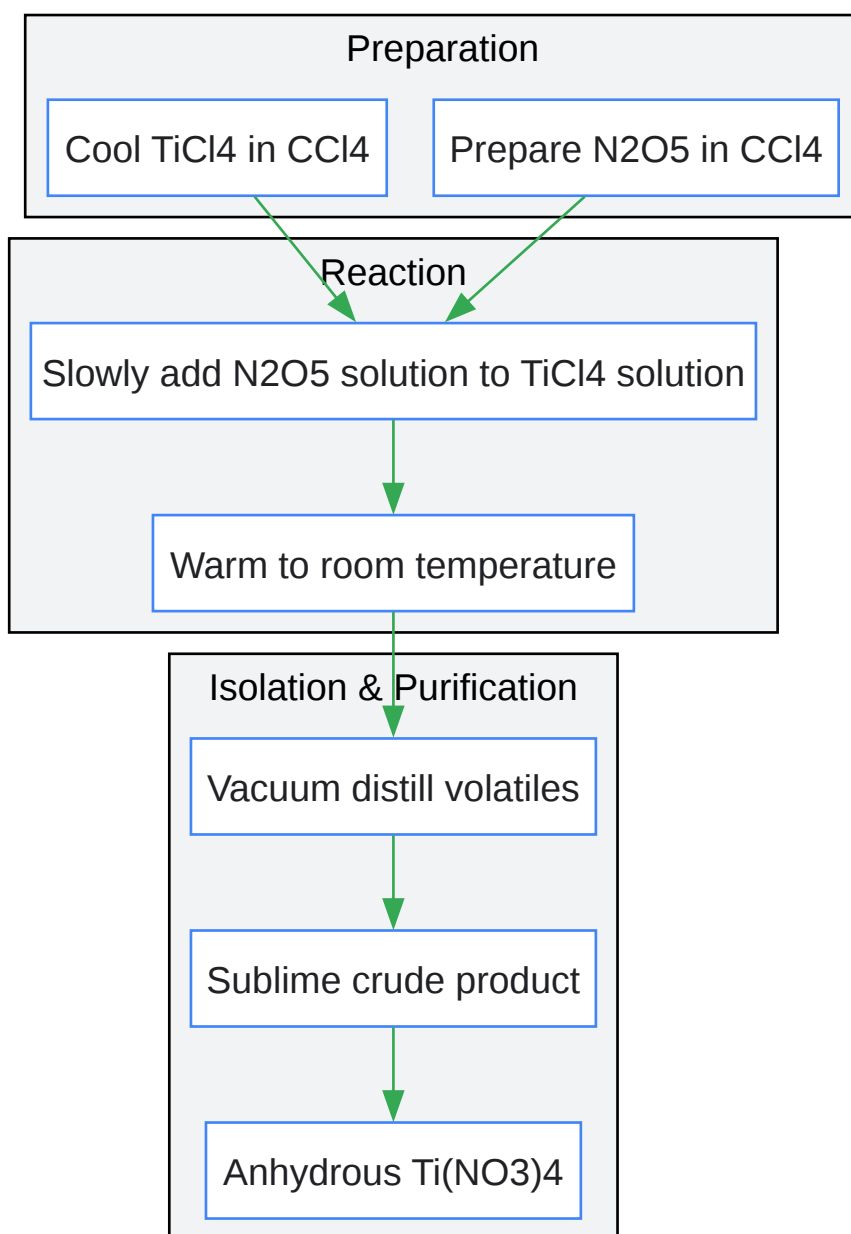 Preparation
Cool TiCl4 in CCl4
Prepare N2O5 in CCl4
Reaction
Slowly add N2O5 solution to TiCl4 solution
Warm to room temperature
Isolation & Purification
Vacuum distill volatiles
Sublime crude product
Anhydrous Ti(NO3)4